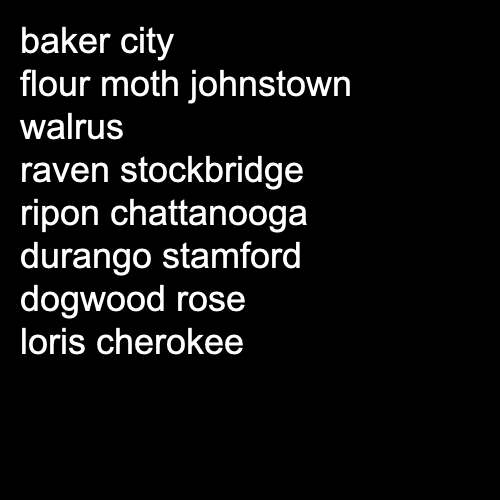 baker city
flour moth johnstown
walrus
raven stockbridge
ripon chattanooga
durango stamford
dogwood rose
loris cherokee